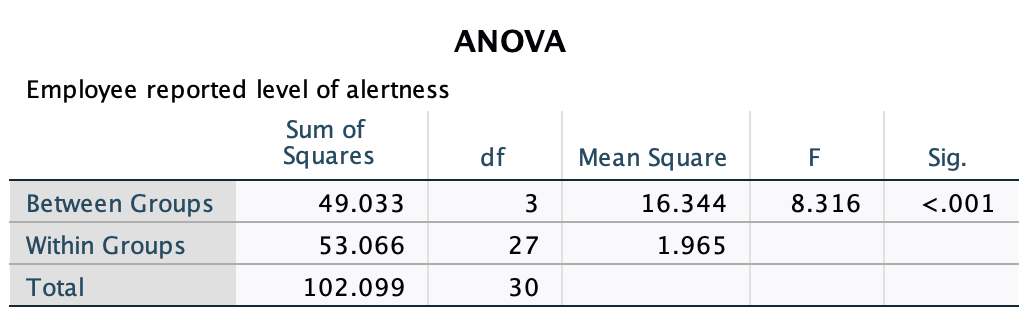 ANOVA
Employee reported level of alertness
Sum of
Squares df Mean Square F Sig.
Between Groups 49.033 3 16.344 8.316 <.001
Within Groups 53.066 27 1.965
Total 102.099 30